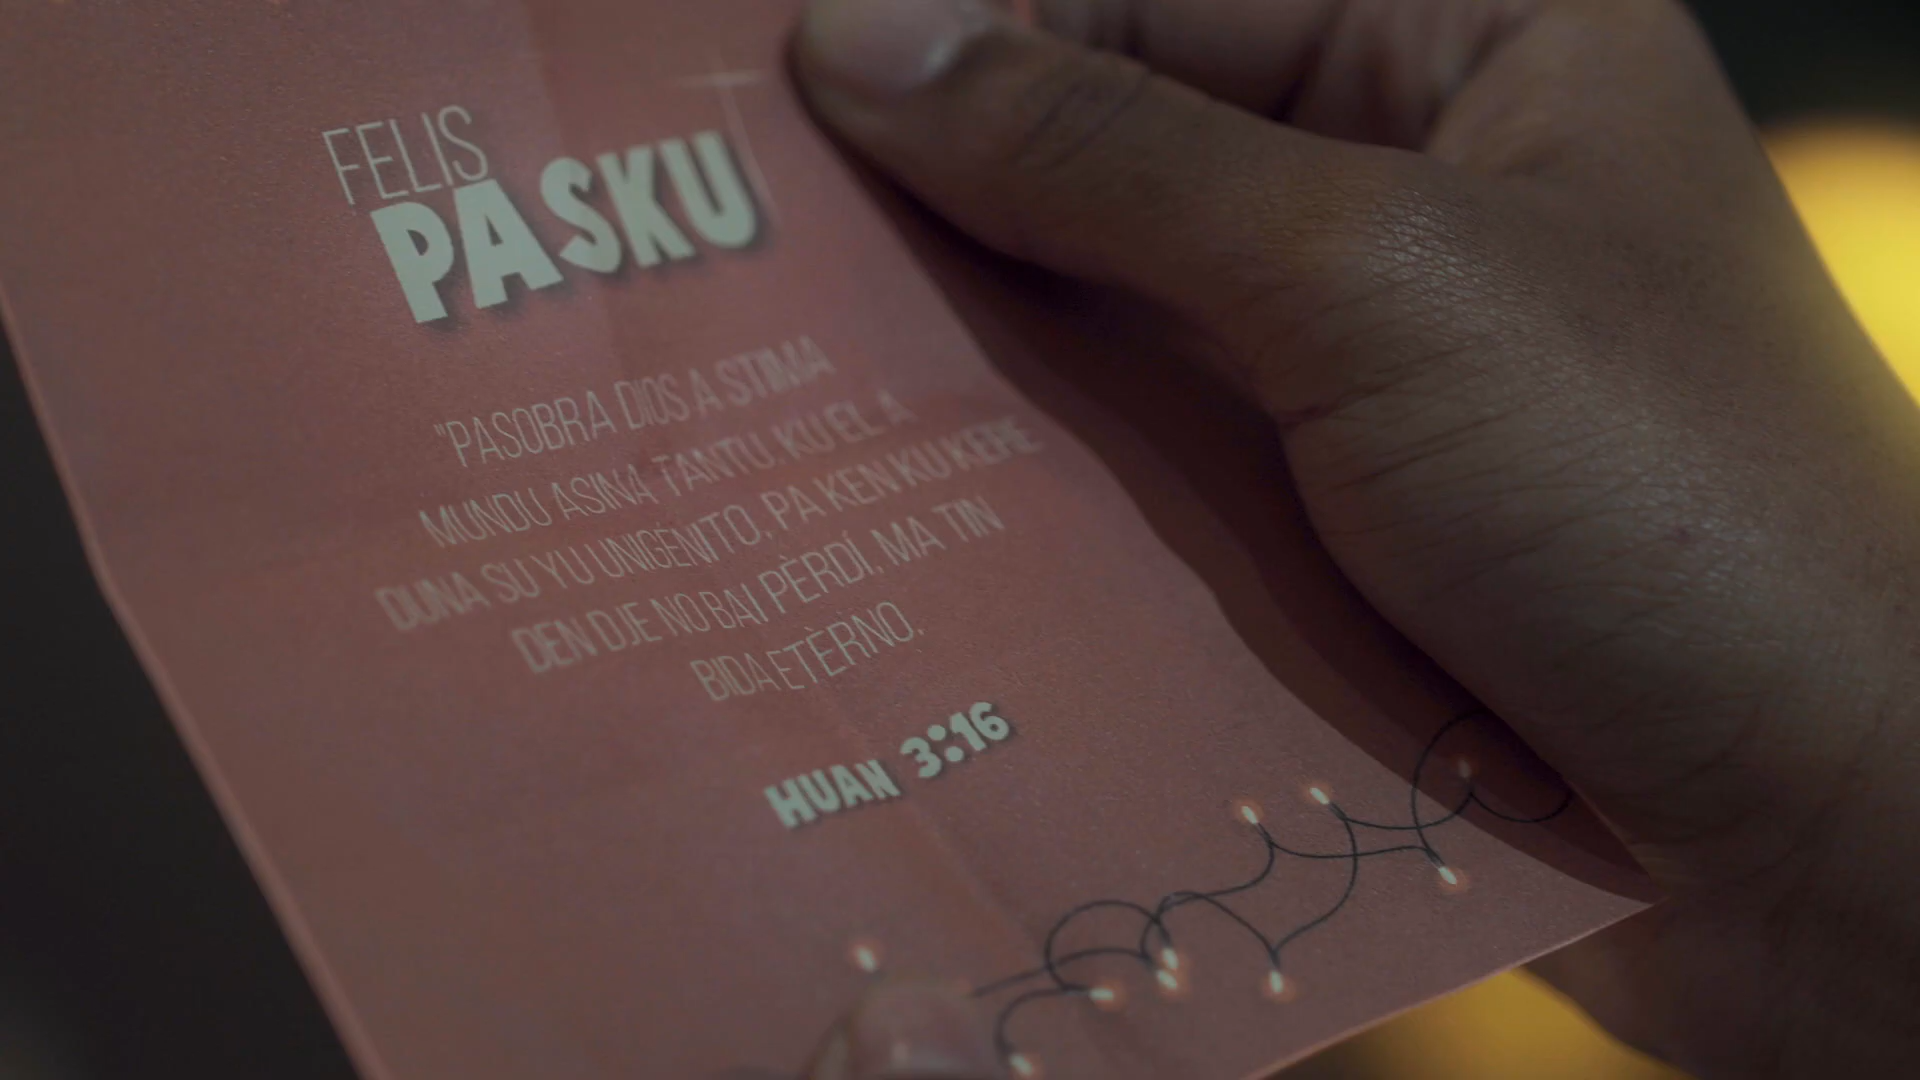 FELIS
PASKU
"PASOBRA DIOS A STIMA
MUNDU ASINA TANTU, KU EL A
DUNA SU YU UNIGÉNITO, PA KEN KU KERE
DEN DJE NO BAI PÈRDÍ, MA TIN
BIDA ETÈRNO.
HUAN 3:16